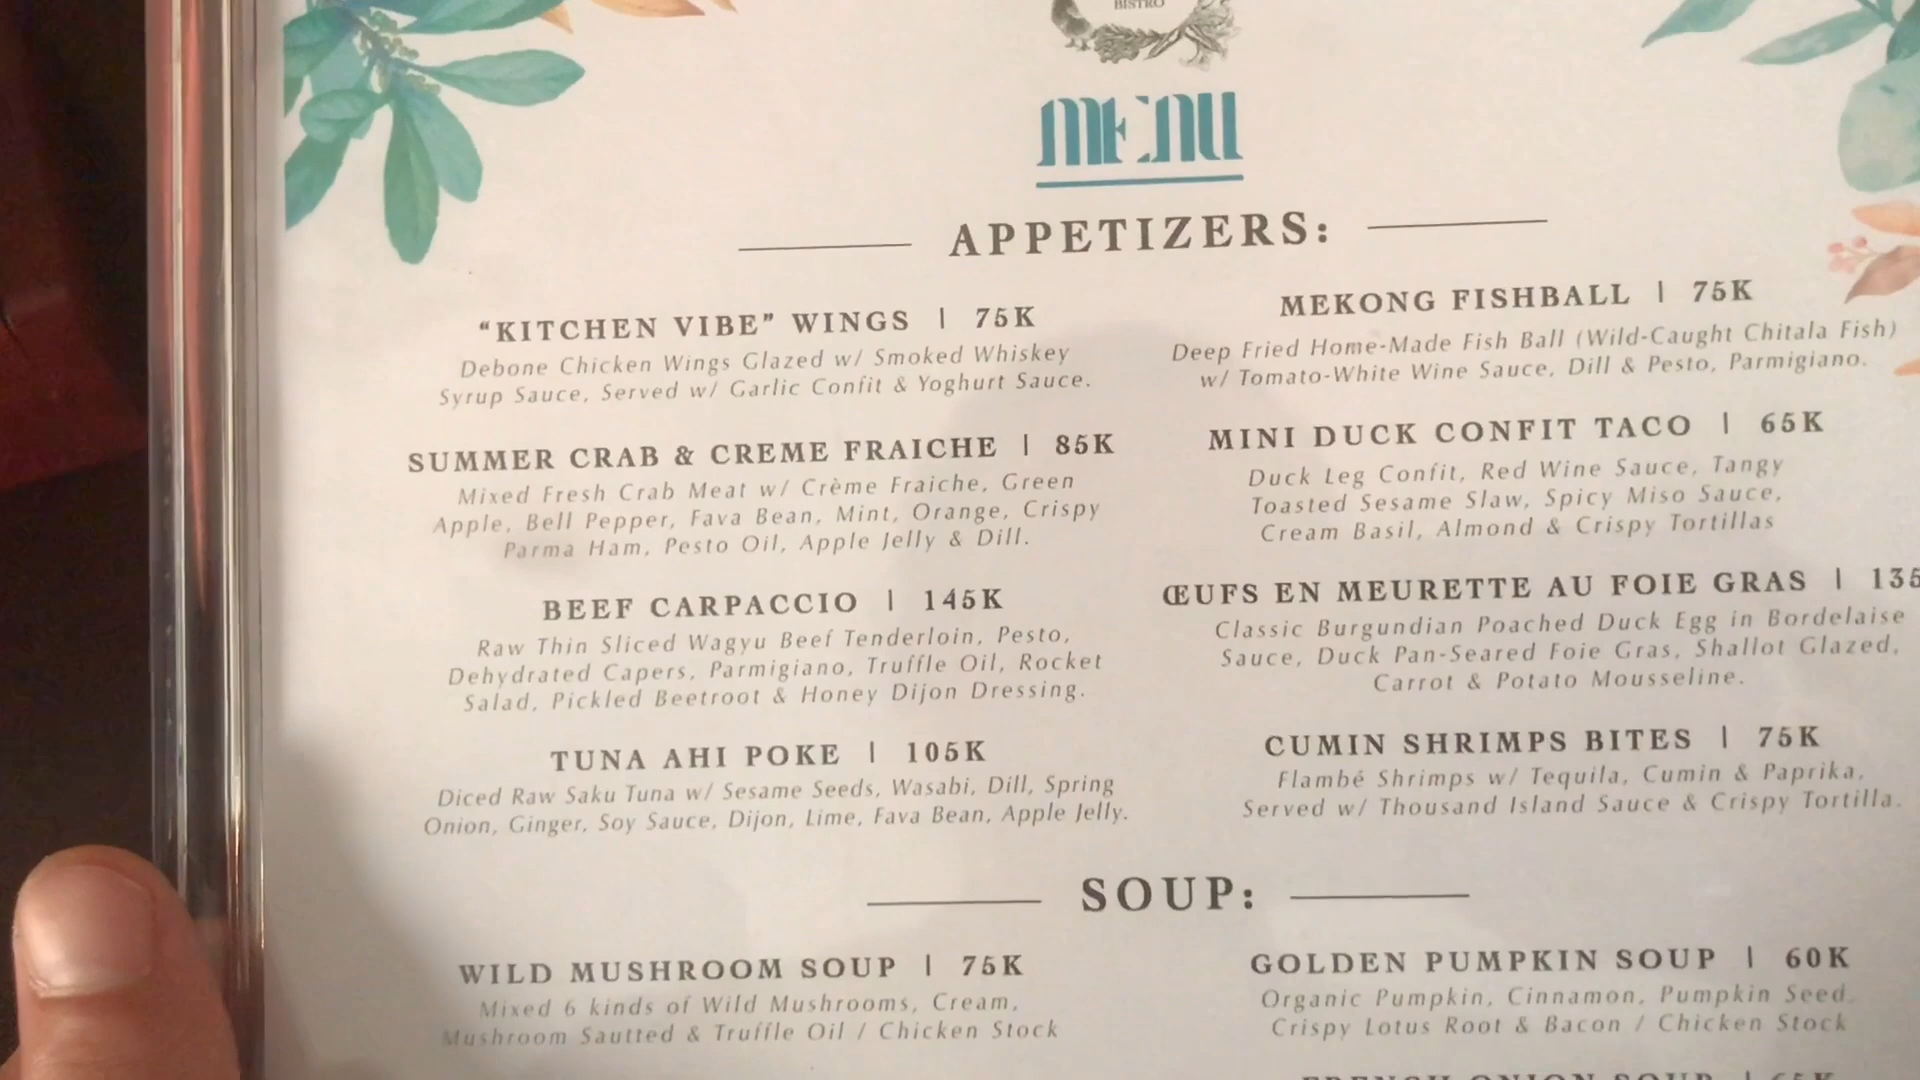 BISTRO
MENU
APPETIZERS:
"KITCHEN VIBE" WINGS | 75K
Debone Chicken Wings Glazed w/ Smoked Whiskey
Syrup Sauce, Served w/ Garlic Confit & Yoghurt Sauce.
SUMMER CRAB & CREME FRAICHE | 85K
Mixed Fresh Crab Meat w/ Crème Fraiche, Green
Apple, Bell Pepper, Fava Bean, Mint, Orange, Crispy
Parma Ham, Pesto Oil, Apple Jelly & Dill.
BEEF CARPACCIO | 145K
Raw Thin Sliced Wagyu Beef Tenderloin, Pesto,
Dehydrated Capers, Parmigiano, Truffle Oil, Rocket
Salad, Pickled Beetroot & Honey Dijon Dressing.
TUNA AHI POKE | 105K
Diced Raw Saku Tuna w/ Sesame Seeds, Wasabi, Dill, Spring
Onion, Ginger, Soy Sauce, Dijon, Lime, Fava Bean, Apple Jelly.
MEKONG FISHBALL | 75K
Deep Fried Home-Made Fish Ball (Wild-Caught Chitala Fish)
w/ Tomato-White Wine Sauce, Dill & Pesto, Parmigiano.
MINI DUCK CONFIT TACO | 65K
Duck Leg Confit, Red Wine Sauce, Tangy
Toasted Sesame Slaw, Spicy Miso Sauce,
Cream Basil, Almond & Crispy Tortillas
ŒUFS EN MEURETTE AU FOIE GRAS | 135
Classic Burgundian Poached Duck Egg in Bordelaise
Sauce, Duck Pan-Seared Foie Gras, Shallot Glazed,
Carrot & Potato Mousseline.
CUMIN SHRIMPS BITES | 75K
Flambé Shrimps w/ Tequila, Cumin & Paprika,
Served w/ Thousand Island Sauce & Crispy Tortilla.
SOUP:
WILD MUSHROOM SOUP | 75K
Mixed 6 kinds of Wild Mushrooms, Cream,
Mushroom Sautted & Truffle Oil / Chicken Stock
GOLDEN PUMPKIN SOUP | 60K
Organic Pumpkin, Cinnamon, Pumpkin Seed,
Crispy Lotus Root & Bacon / Chicken Stock
FRENCH ONION SOUP | 65K